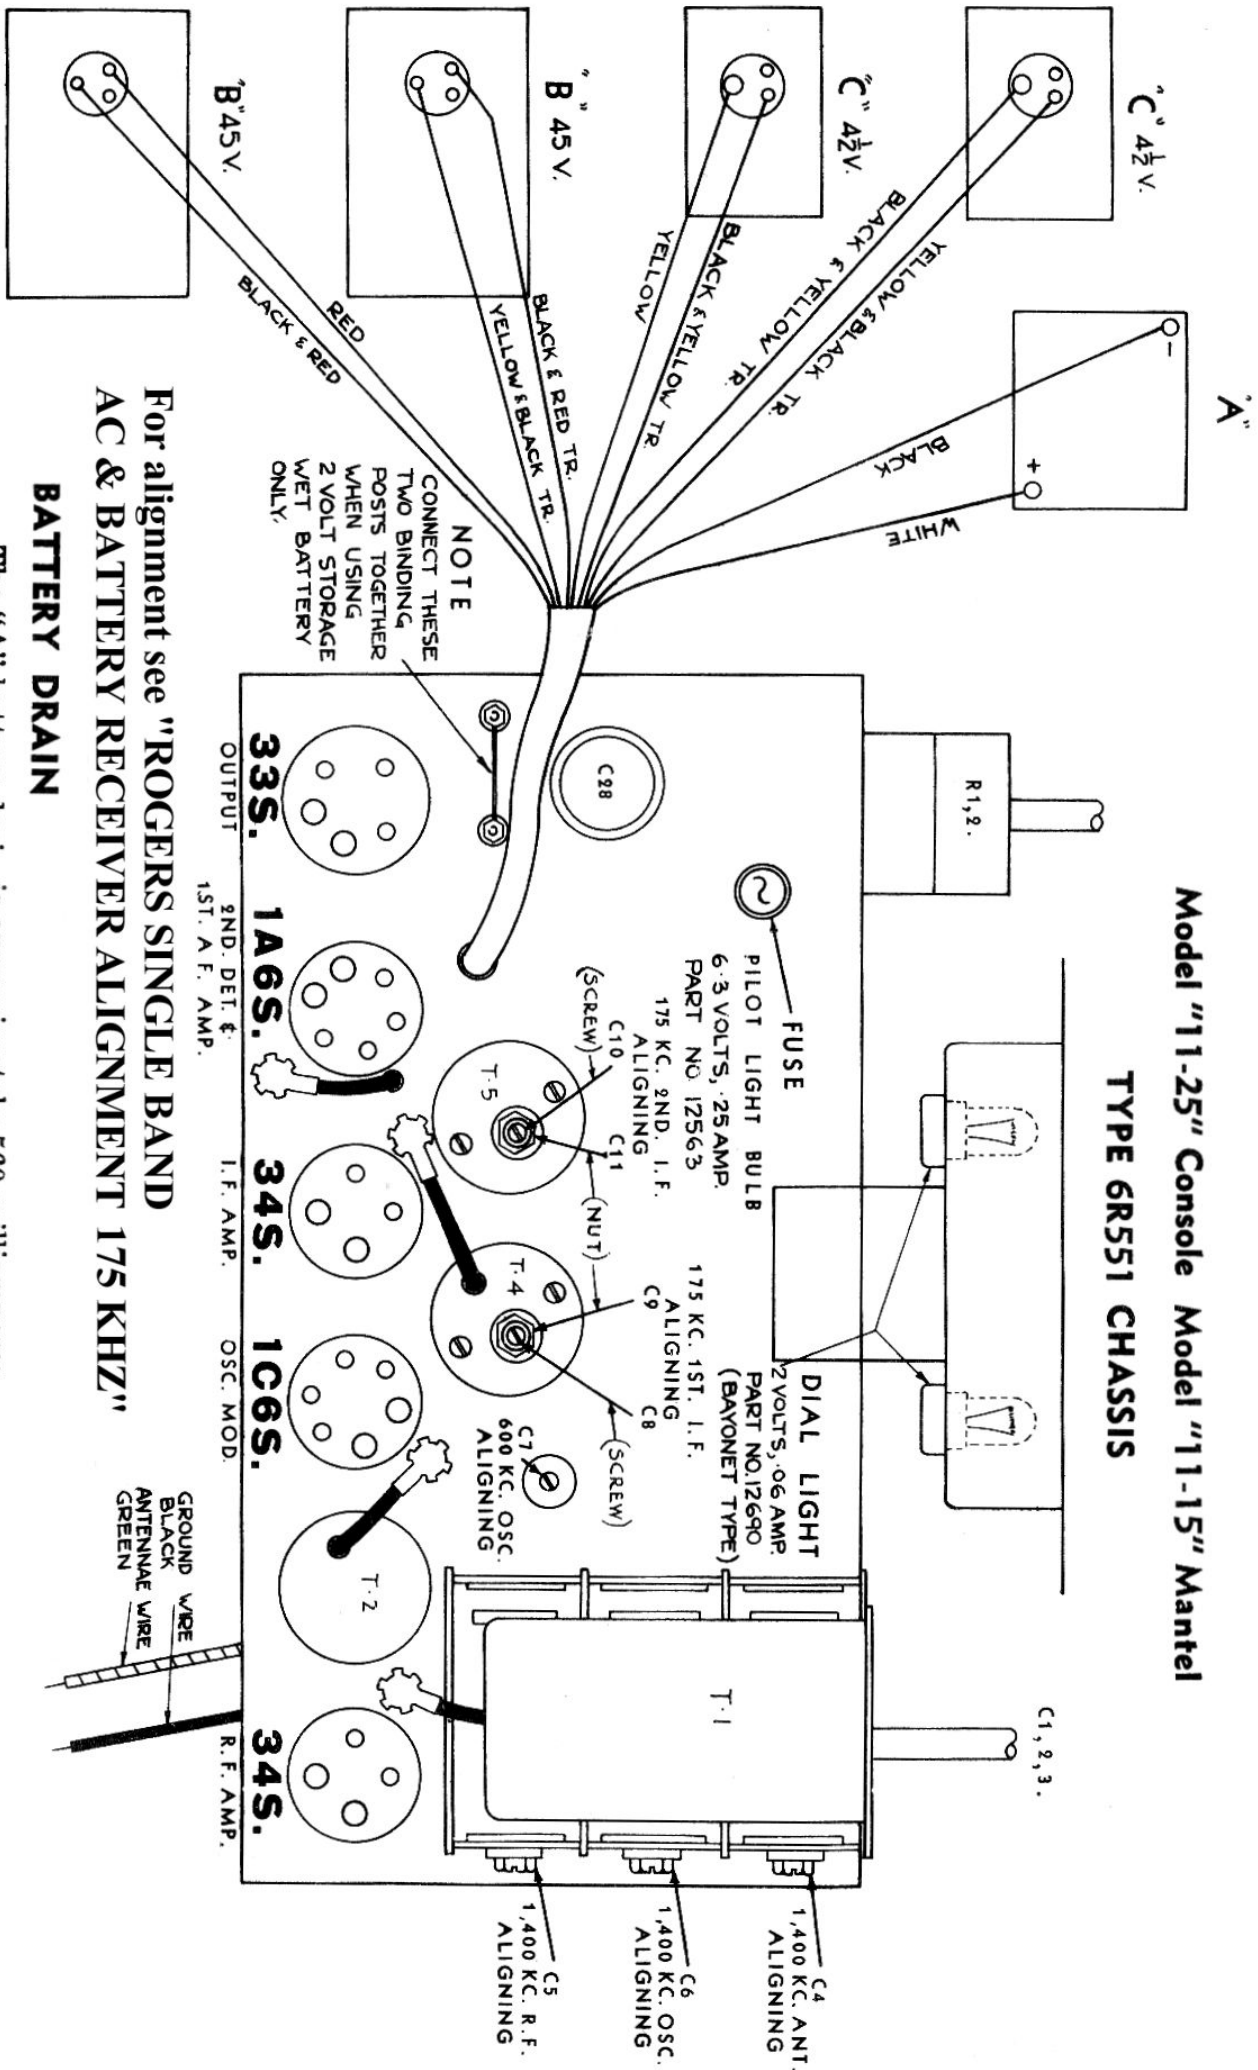 Model "11-25" Console Model "11-15" Mantel
TYPE 6R551 CHASSIS
"A"
-
+
BLACK
WHITE
"C" 4½V.
YELLOW & BLACK TR.
BLACK & YELLOW TR.
"C" 4½V.
BLACK & YELLOW TR.
YELLOW
"B" 45V.
BLACK & RED TR.
YELLOW & BLACK TR.
"B" 45V.
RED
BLACK & RED
NOTE
CONNECT THESE
TWO BINDING
POSTS TOGETHER
WHEN USING
2 VOLT STORAGE
WET BATTERY
ONLY.
R1,2.
C28
FUSE
PILOT LIGHT BULB
6·3 VOLTS, ·25 AMP.
PART NO 12563
DIAL LIGHT
2 VOLTS, ·06 AMP.
PART NO.12690
(BAYONET TYPE)
C1,2,3.
175 KC. 2ND. I.F.
ALIGNING
C10
C11
(SCREW)
(NUT)
T-5
175 KC. 1ST. I.F.
ALIGNING
C9
C8
(SCREW)
T-4
C7
600 KC. OSC.
ALIGNING
T-2
T-1
C4
1,400 KC. ANT.
ALIGNING
C6
1,400 KC. OSC.
ALIGNING
C5
1,400 KC. R.F.
ALIGNING
33S.
OUTPUT
1A6S.
2ND. DET. &
1ST. A F. AMP.
34S.
I.F. AMP.
1C6S.
OSC. MOD.
34S.
R.F. AMP.
GROUND WIRE
BLACK
ANTENNAE WIRE
GREEN
For alignment see "ROGERS SINGLE BAND
AC & BATTERY RECEIVER ALIGNMENT 175 KHZ"
BATTERY DRAIN